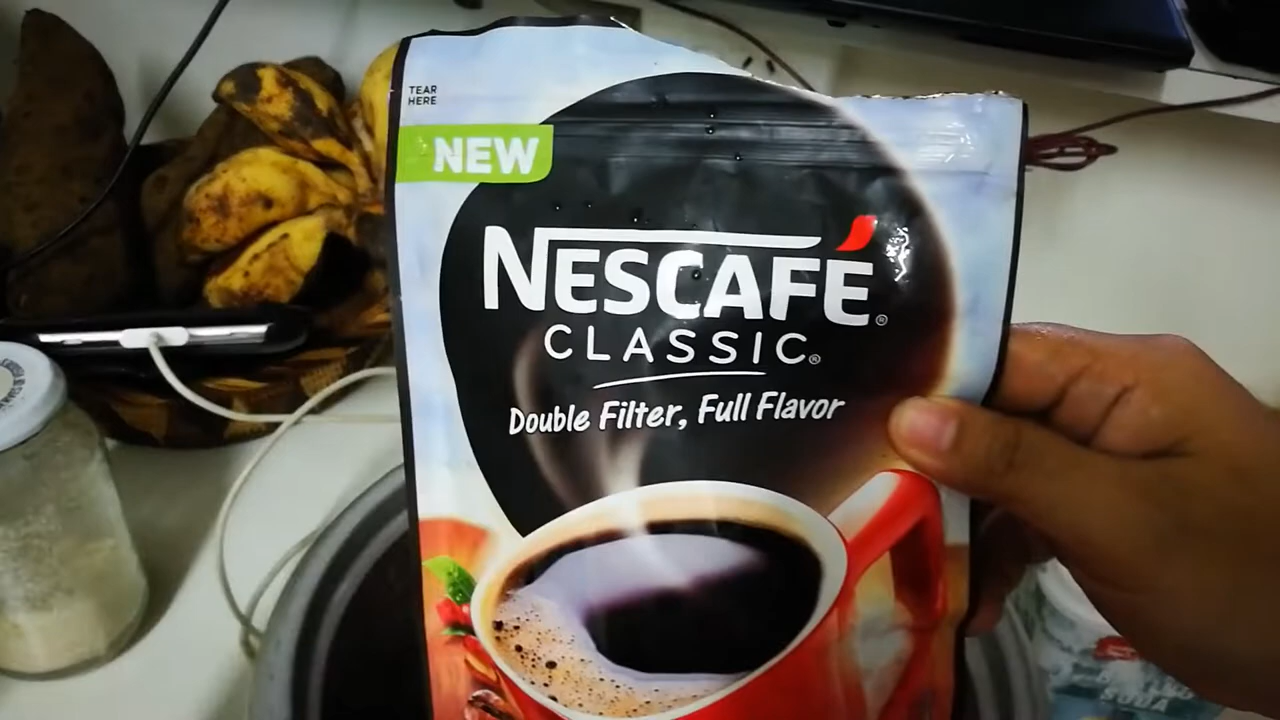 TEAR
HERE
NEW
NESCAFÉ®
CLASSIC®
Double Filter, Full Flavor